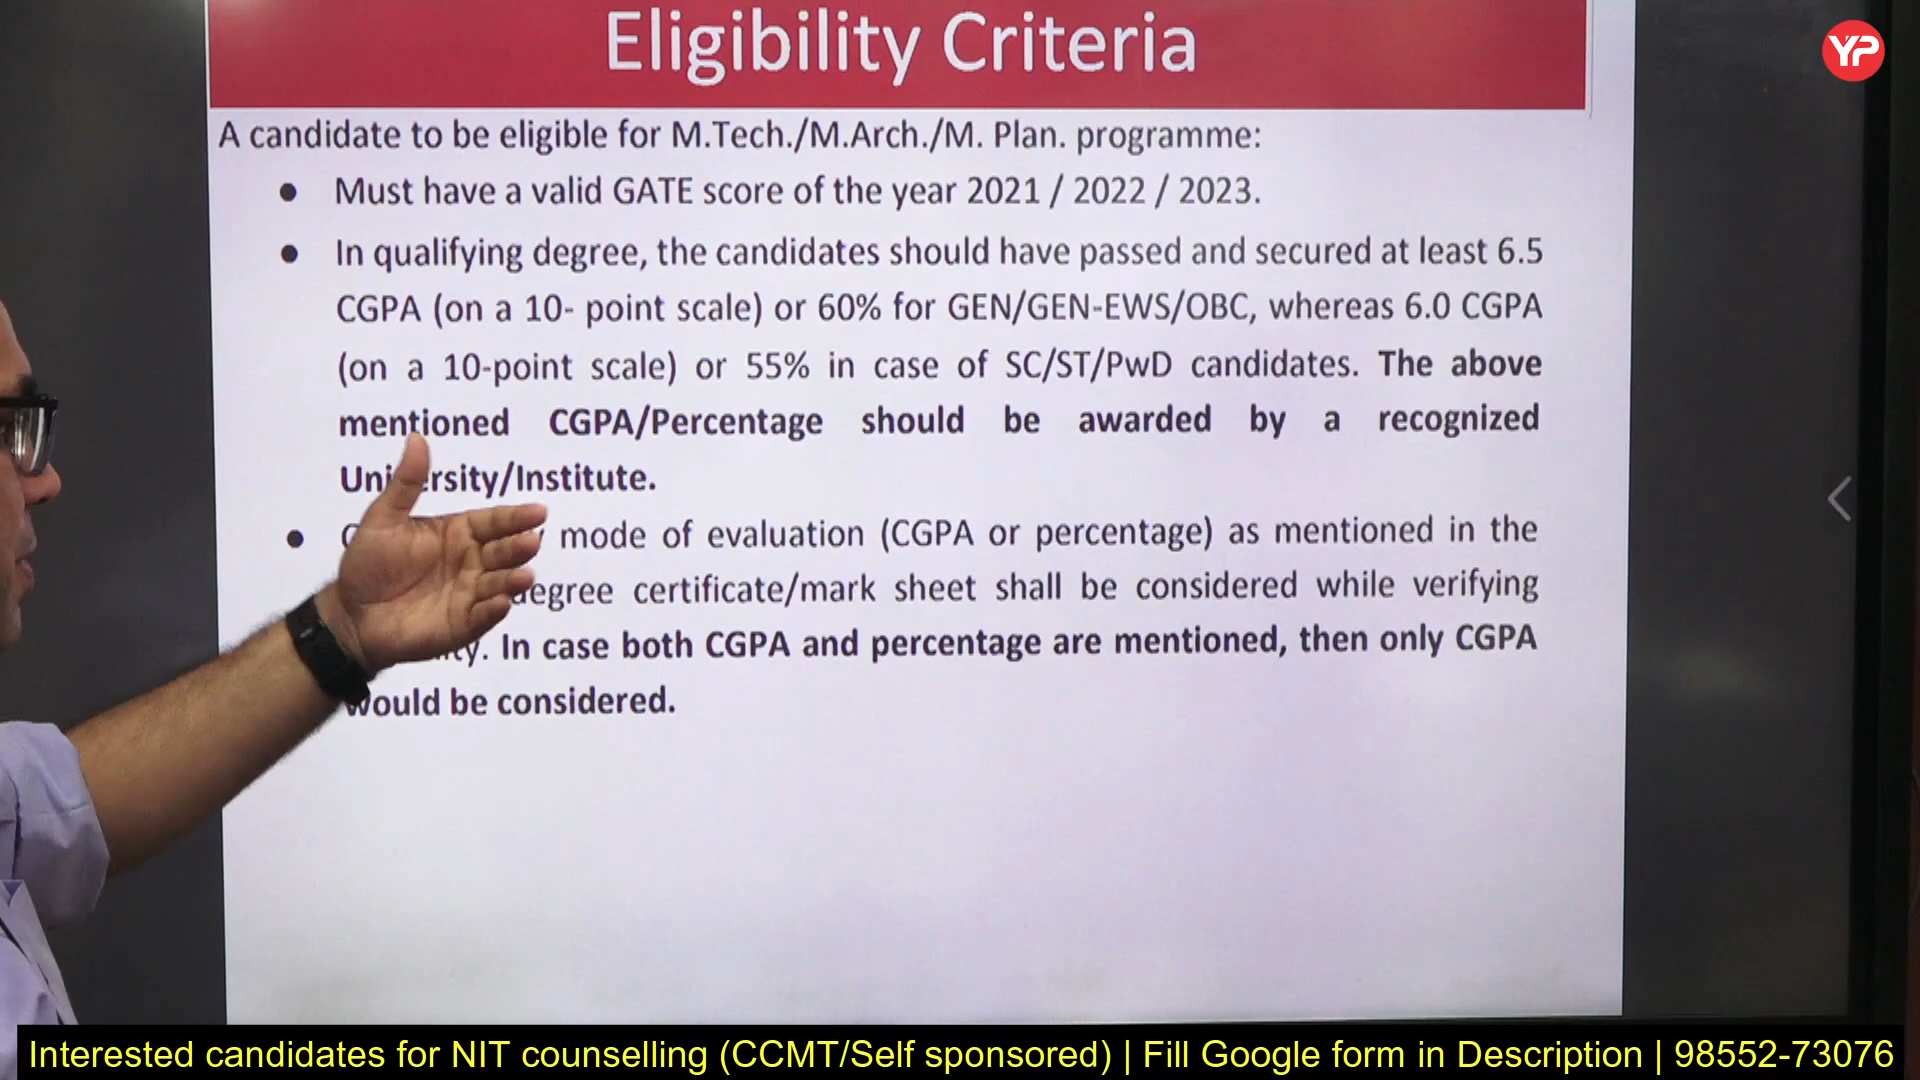 Eligibility Criteria
YP
A candidate to be eligible for M.Tech./M.Arch./M. Plan. programme:
● Must have a valid GATE score of the year 2021 / 2022 / 2023.
● In qualifying degree, the candidates should have passed and secured at least 6.5
CGPA (on a 10- point scale) or 60% for GEN/GEN-EWS/OBC, whereas 6.0 CGPA
(on a 10-point scale) or 55% in case of SC/ST/PwD candidates. The above
mentioned CGPA/Percentage should be awarded by a recognized
University/Institute.
● mode of evaluation (CGPA or percentage) as mentioned in the
degree certificate/mark sheet shall be considered while verifying
In case both CGPA and percentage are mentioned, then only CGPA
would be considered.
Interested candidates for NIT counselling (CCMT/Self sponsored) | Fill Google form in Description | 98552-73076